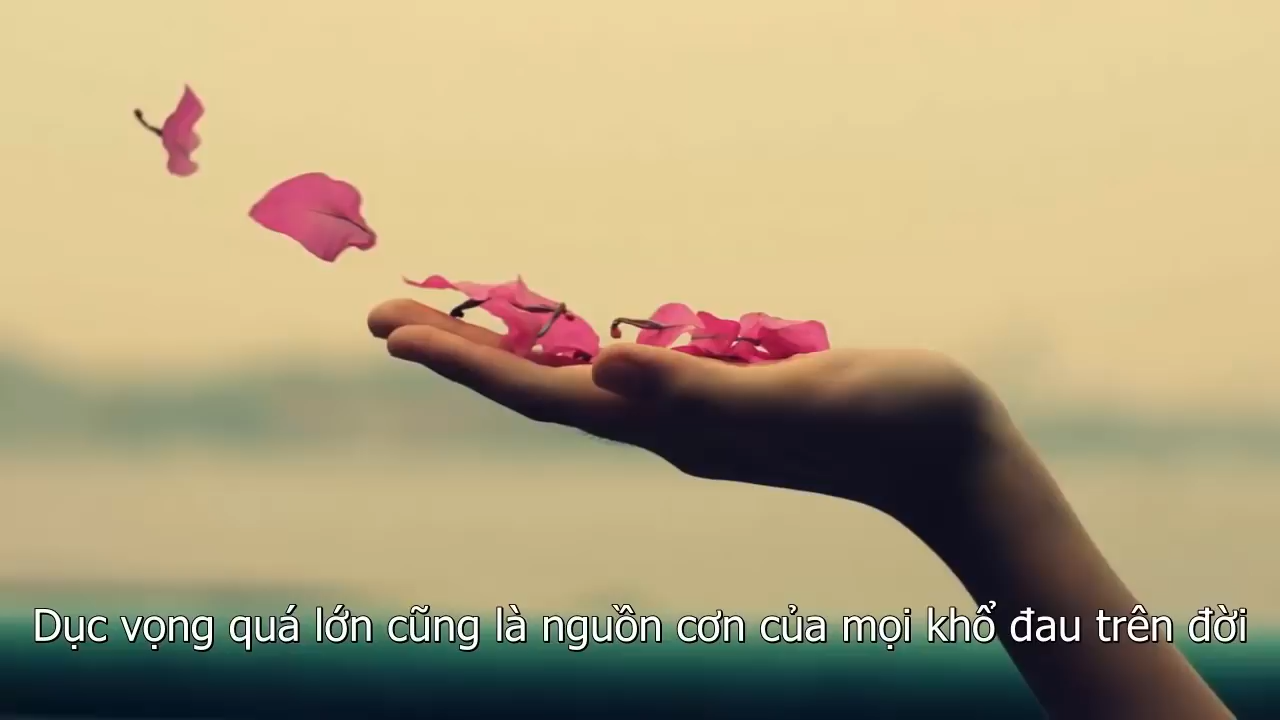 Dục vọng quá lớn cũng là nguồn cơn của mọi khổ đau trên đời